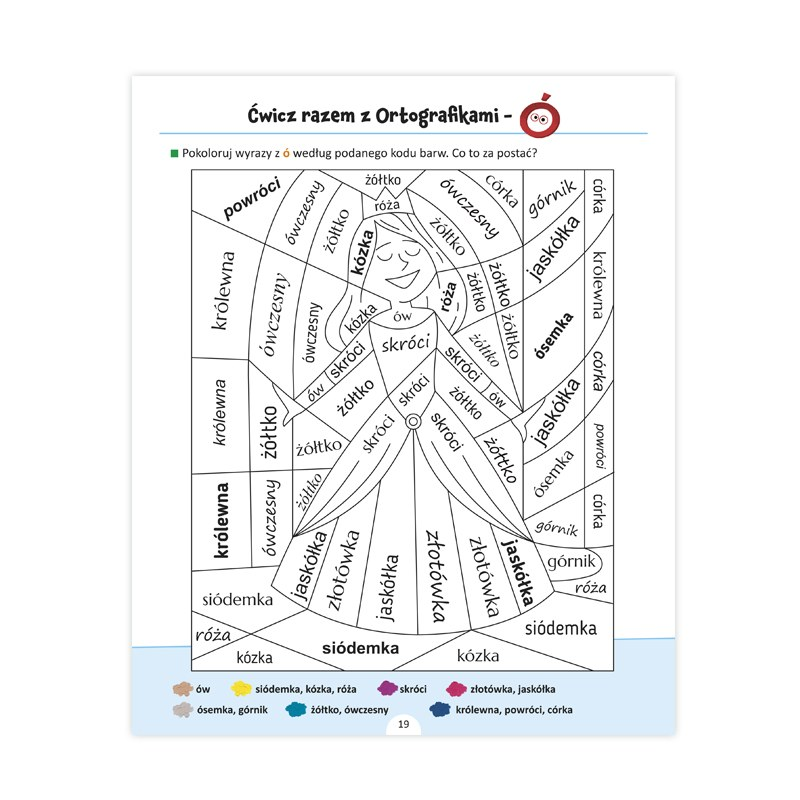 Ćwicz razem z Ortografikami - Ó
Pokoloruj wyrazy z ó według podanego kodu barw. Co to za postać?
powróci
ówczesny
żółtko
żółtko
róża
ówczesny
córka
górnik
córka
królewna
ówczesny
ówczesny
kózka
żółtko
żółtko
żółtko
jaskółka
królewna
róża
kózka
ów
żółtko
żółtko
ósemka
skróci
skróci
skróci
królewna
żółtko
ów
żółtko
skróci
żółtko
ów
jaskółka
córka
żółtko
skróci
skróci
żółtko
ósemka
powróci
królewna
ówczesny
żółtko
górnik
córka
jaskółka
złotówka
jaskółka
złotówka
złotówka
jaskółka
górnik
róża
siódemka
róża
kózka
siódemka
kózka
siódemka
ów
siódemka, kózka, róża
skróci
złotówka, jaskółka
ósemka, górnik
żółtko, ówczesny
królewna, powróci, córka
19